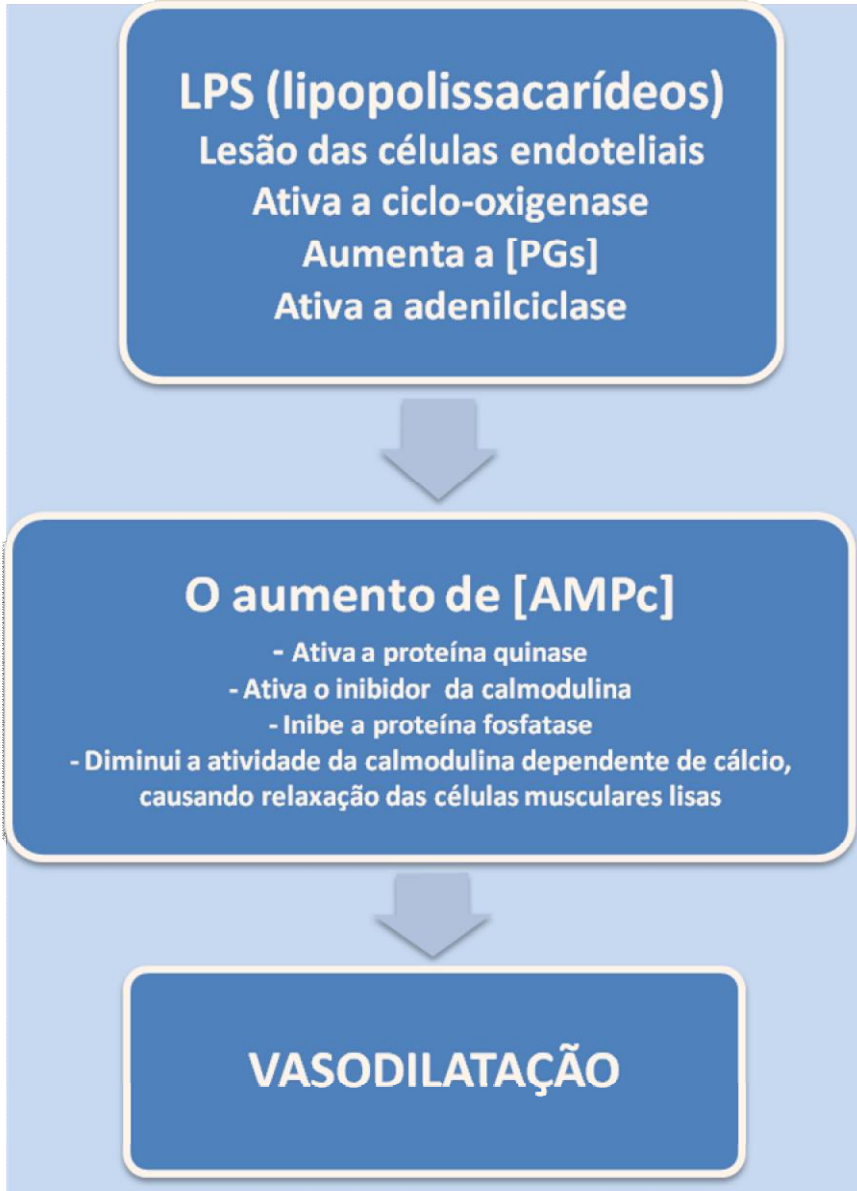 LPS (lipopolissacarídeos)
Lesão das células endoteliais
Ativa a ciclo-oxigenase
Aumenta a [PGs]
Ativa a adenilciclase
O aumento de [AMPc]
- Ativa a proteína quinase
- Ativa o inibidor da calmodulina
- Inibe a proteína fosfatase
- Diminui a atividade da calmodulina dependente de cálcio,
causando relaxação das células musculares lisas
VASODILATAÇÃO